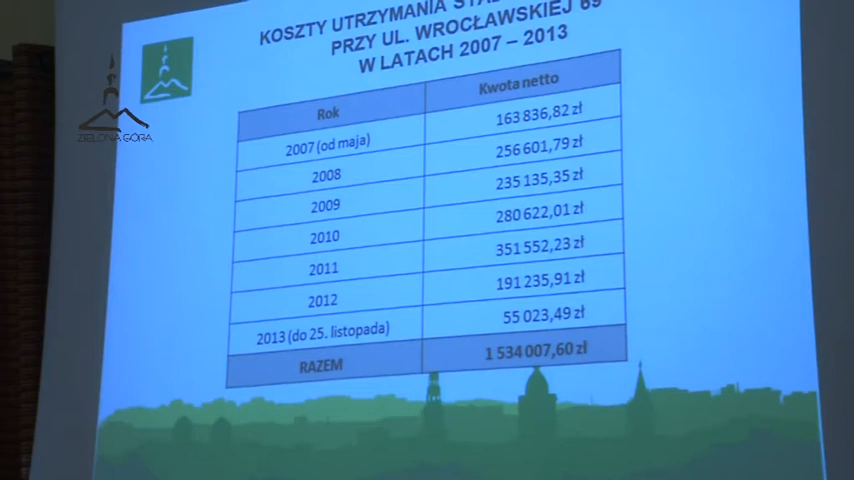 KOSZTY UTRZYMANIA
PRZY UL. WROCŁAWSKIEJ 69
W LATACH 2007 – 2013
ZIELONA GÓRA
Rok Kwota netto
2007 (od maja) 163 836,82 zł
2008 256 601,79 zł
2009 235 135,35 zł
2010 280 622,01 zł
2011 351 552,23 zł
2012 191 235,91 zł
2013 (do 25. listopada) 55 023,49 zł
RAZEM 1 534 007,60 zł